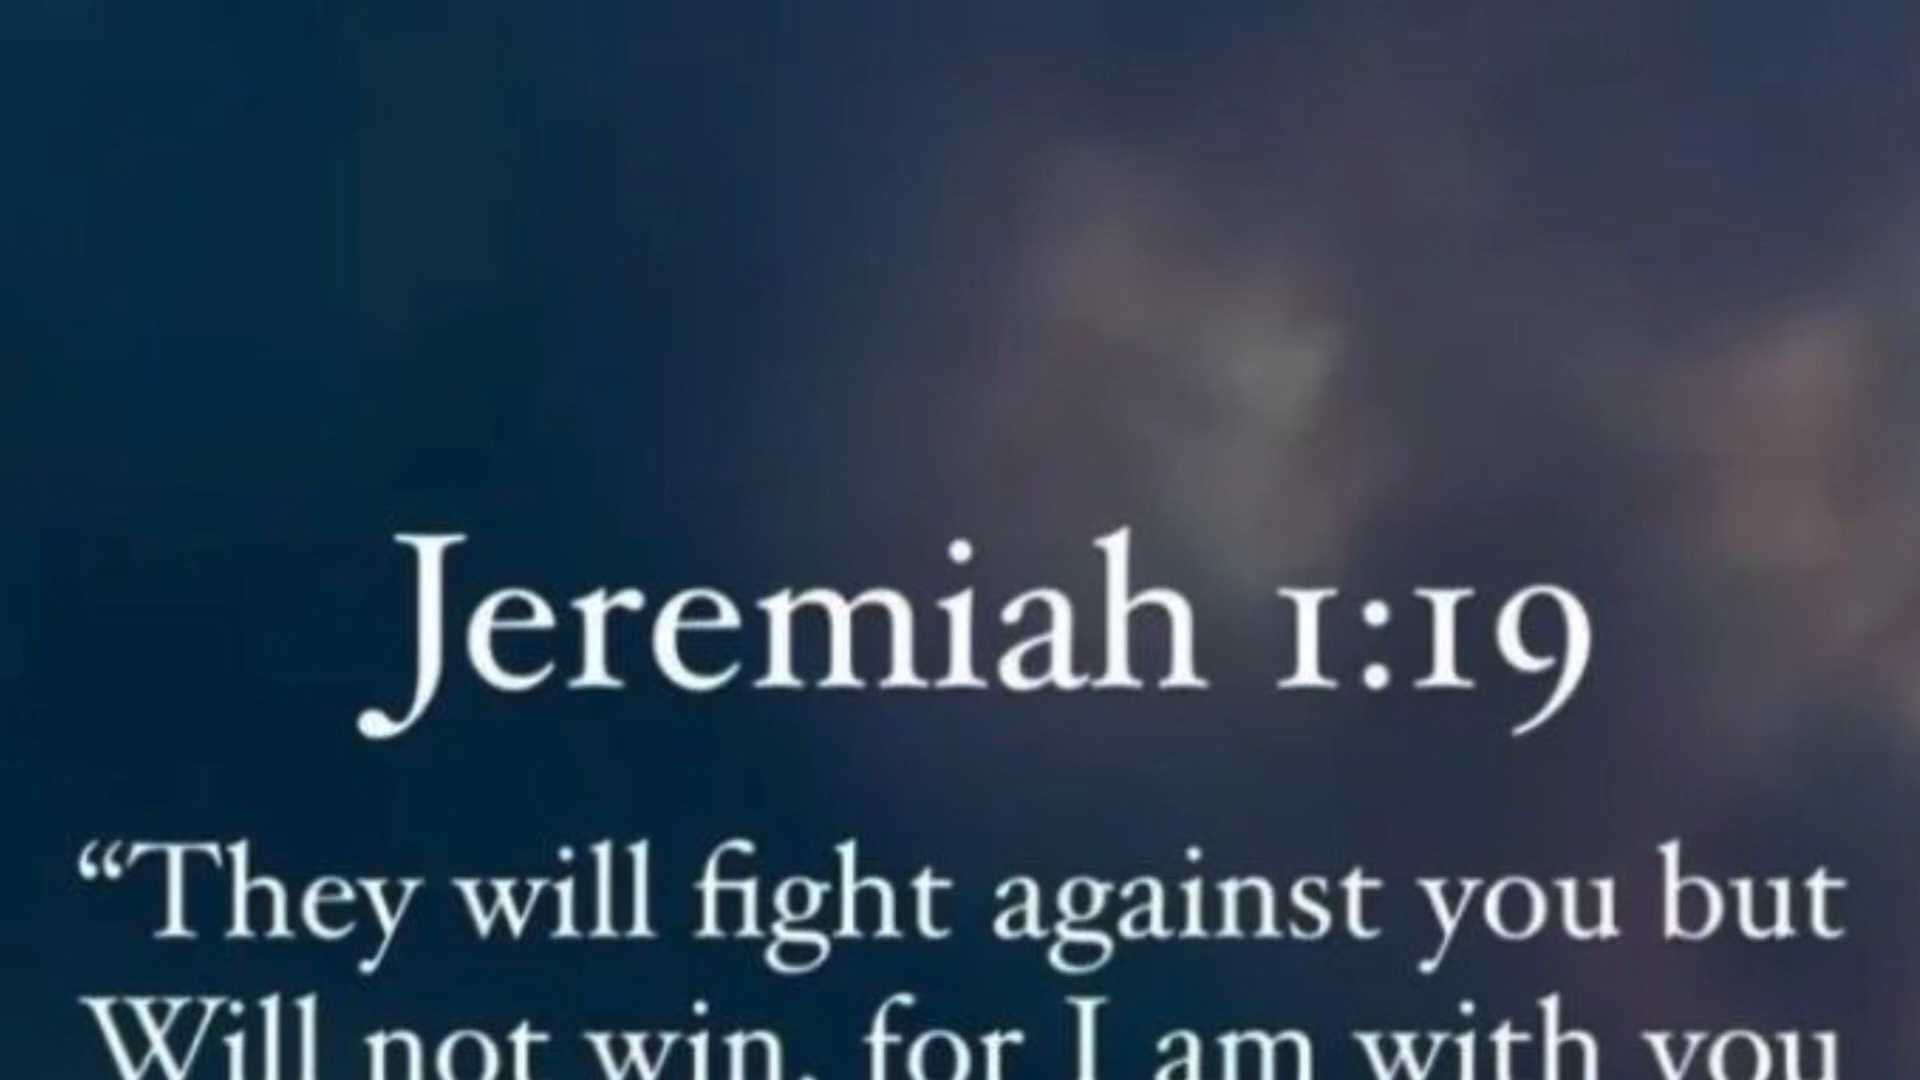 Jeremiah 1:19
“They will fight against you but
Will not win, for I am with you